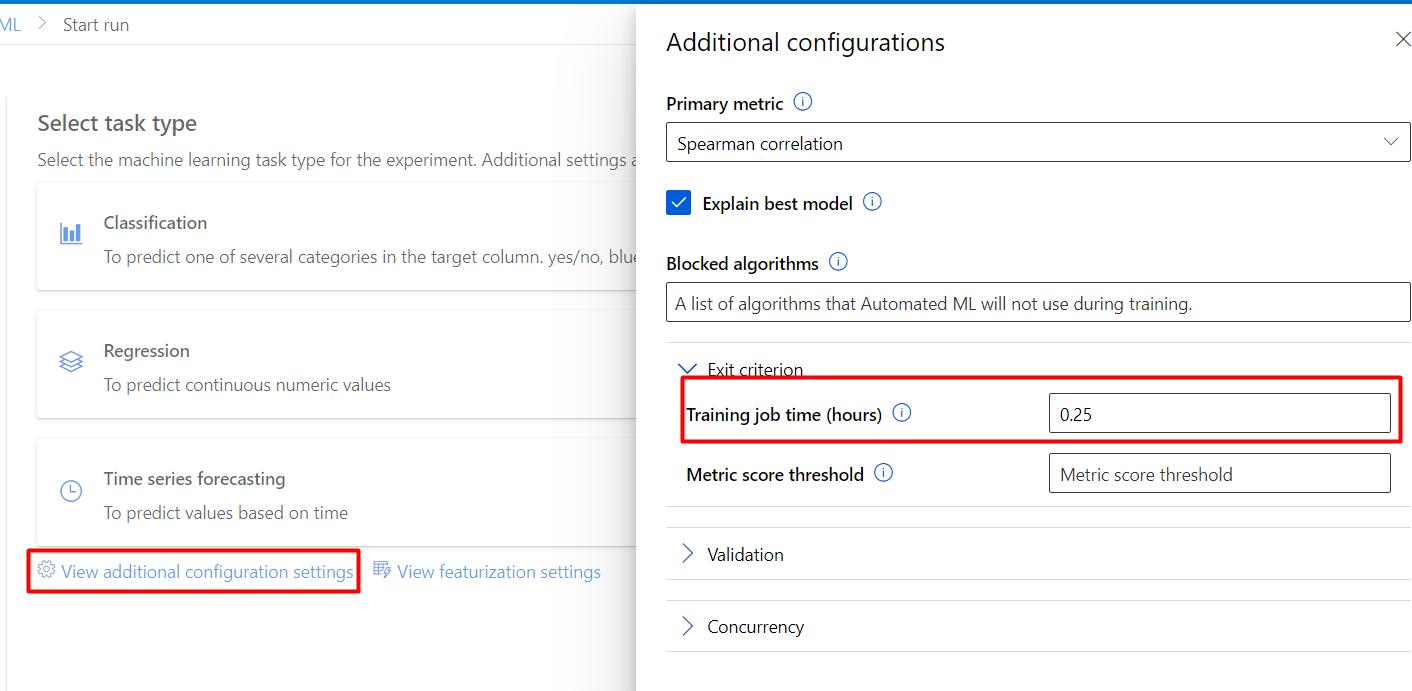 ML > Start run
Select task type
Select the machine learning task type for the experiment. Additional settings a
Classification
To predict one of several categories in the target column. yes/no, blue
Regression
To predict continuous numeric values
Time series forecasting
To predict values based on time
View additional configuration settings View featurization settings
Additional configurations
Primary metric
Spearman correlation
Explain best model
Blocked algorithms
A list of algorithms that Automated ML will not use during training.
Exit criterion
Training job time (hours) 0.25
Metric score threshold Metric score threshold
Validation
Concurrency